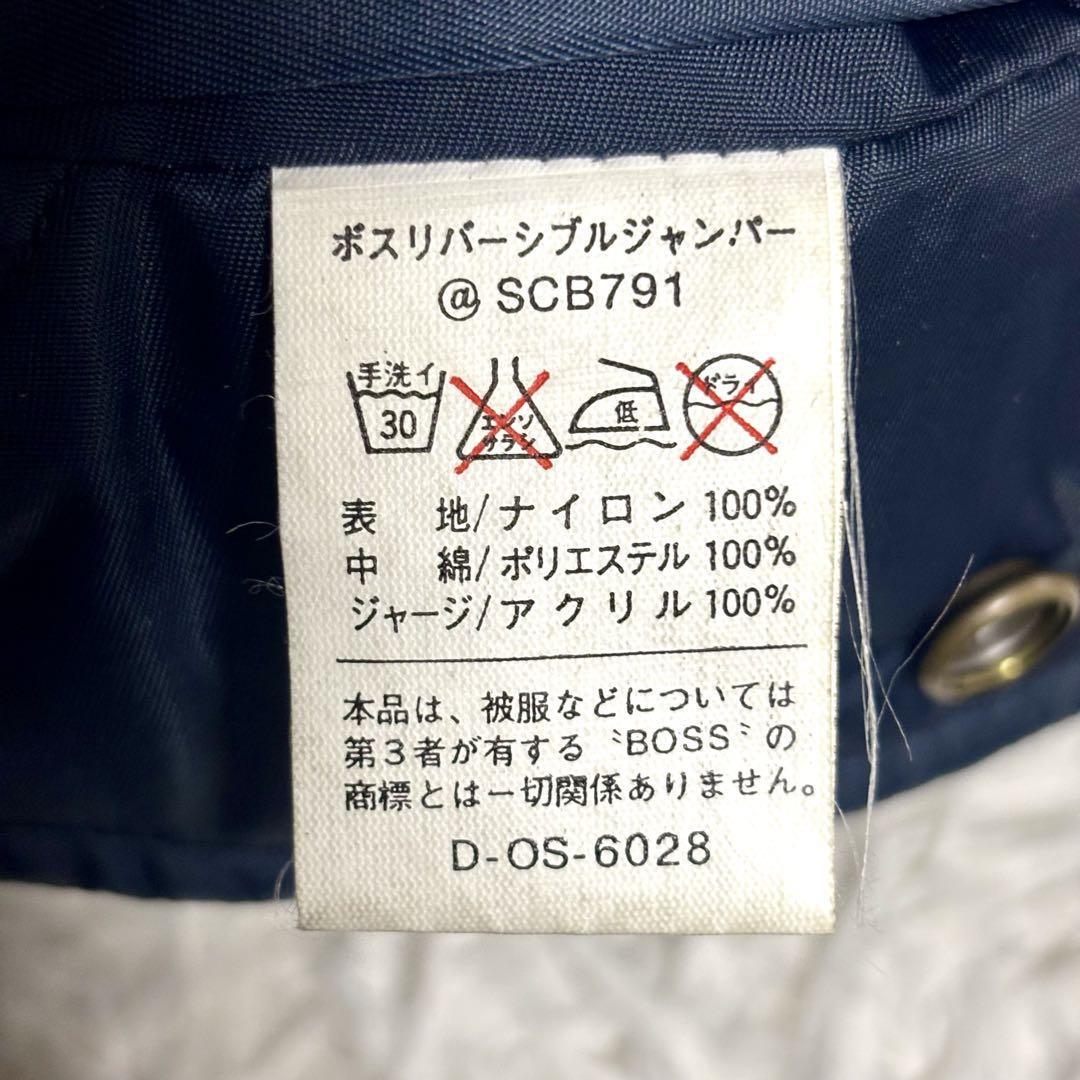 ボスリバーシブルジャンパー
@ SCB791
手洗イ
30
エンソ
サラシ
低
ドライ
表 地/ナイロン 100%
中 綿/ポリエステル 100%
ジャージ/アクリル 100%
本品は、被服などについては
第3者が有する〝BOSS〞の
商標とは一切関係ありません。
D-OS-6028